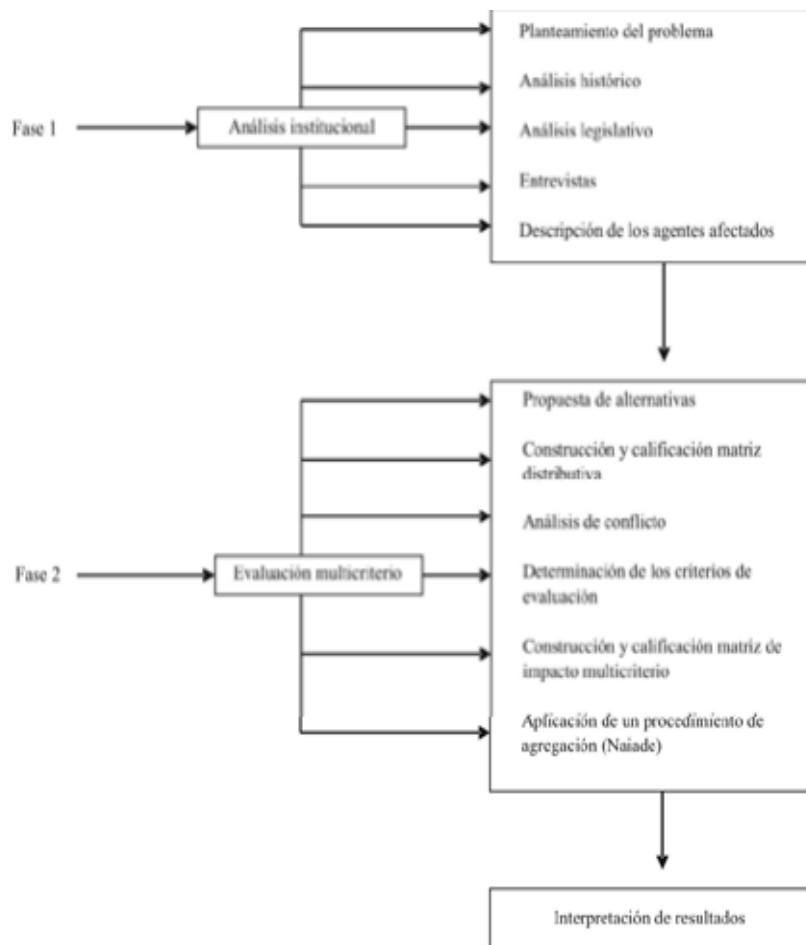 Planteamiento del problema
Análisis histórico
Fase 1
Análisis institucional
Análisis legislativo
Entrevistas
Descripción de los agentes afectados
Propuesta de alternativas
Construcción y calificación matriz
distributiva
Análisis de conflicto
Fase 2
Evaluación multicriterio
Determinación de los criterios de
evaluación
Construcción y calificación matriz de
impacto multicriterio
Aplicación de un procedimiento de
agregación (Naiade)
Interpretación de resultados